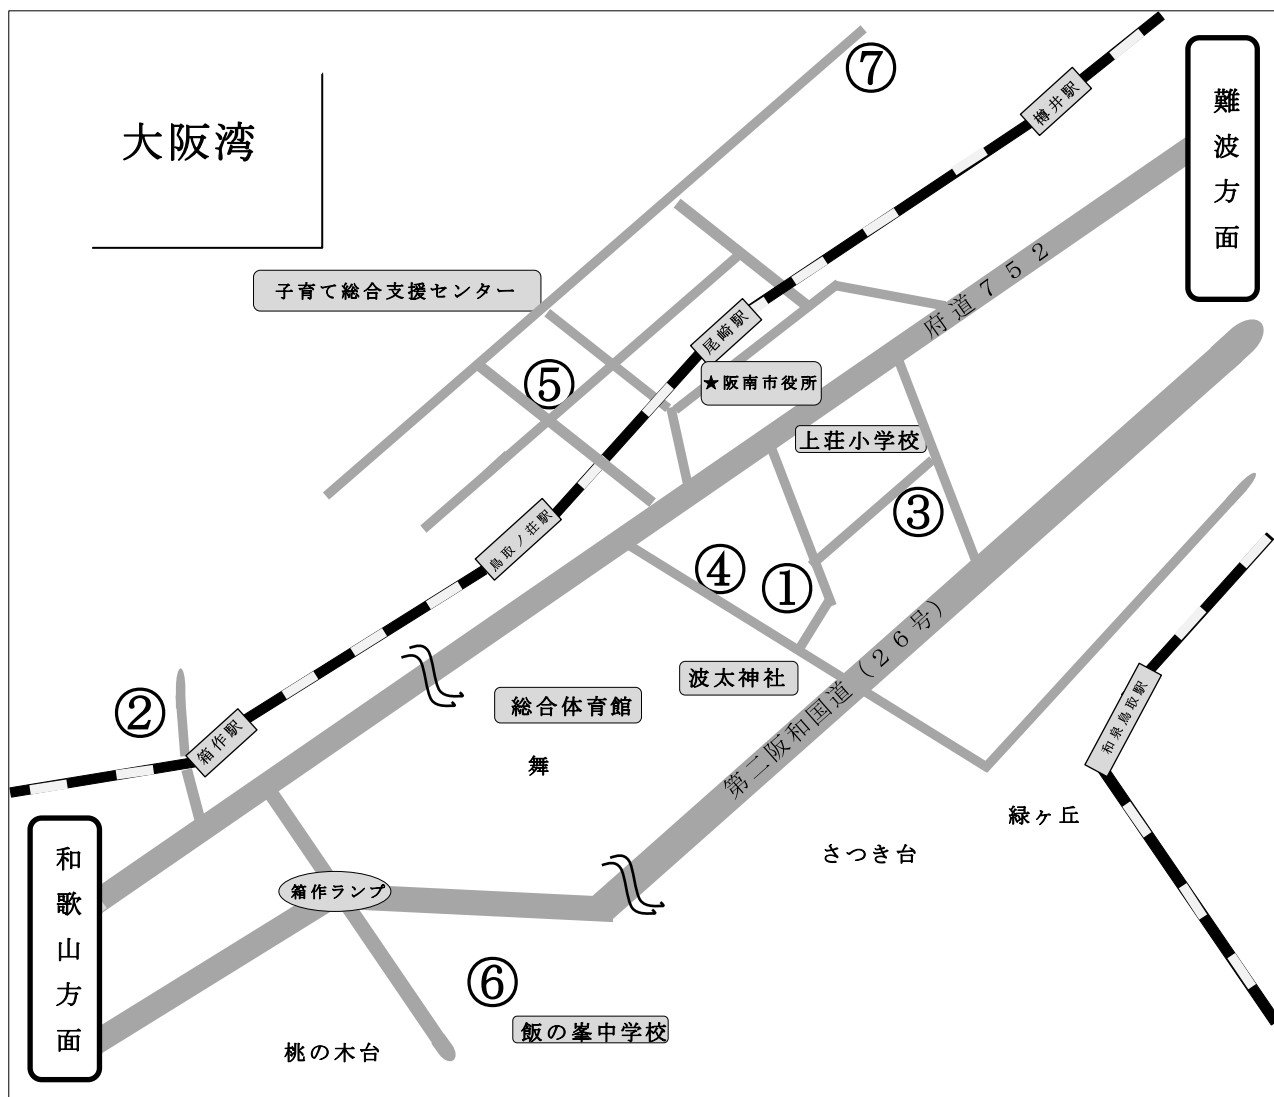 ⑦
樽井駅
難波方面
大阪湾
府道752
子育て総合支援センター
尾崎駅
⑤
★阪南市役所
上荘小学校
③
鳥取ノ荘駅
④
①
第二阪和国道(26号)
波太神社
総合体育館
②
箱作駅
和泉鳥取駅
舞
緑ヶ丘
さつき台
和歌山方面
箱作ランプ
⑥
飯の峯中学校
桃の木台